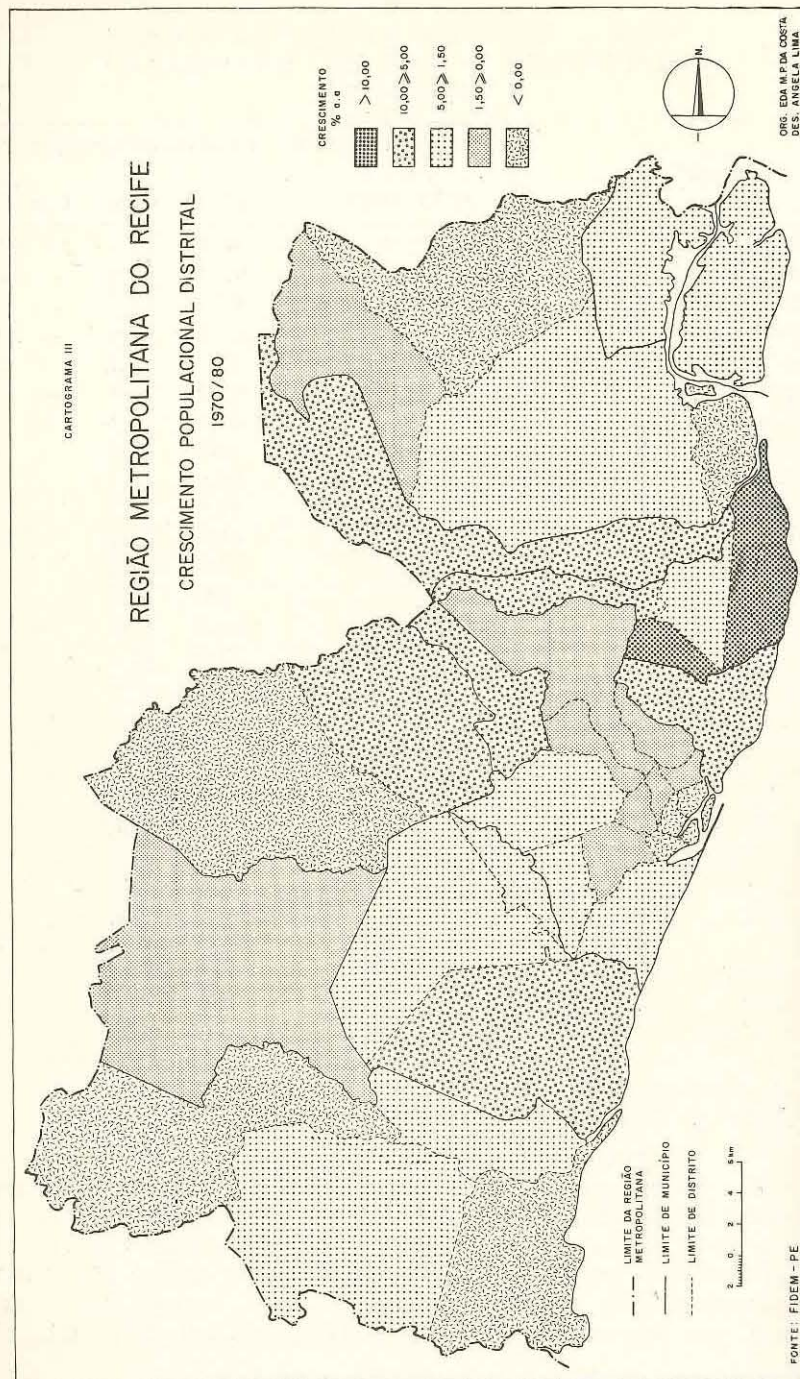 CARTOGRAMA III
REGIÃO METROPOLITANA DO RECIFE
CRESCIMENTO POPULACIONAL DISTRITAL
1970/80
CRESCIMENTO
% a.a
> 10,00
10,00 ⩾ 5,00
5,00 ⩾ 1,50
1,50 ⩾ 0,00
< 0,00
N.
LIMITE DA REGIÃO
METROPOLITANA
LIMITE DE MUNICÍPIO
LIMITE DE DISTRITO
2 0 2 4 6 km
FONTE: FIDEM - PE
ORG. EDA M.P.DA COSTA
DES. ANGELA LIMA